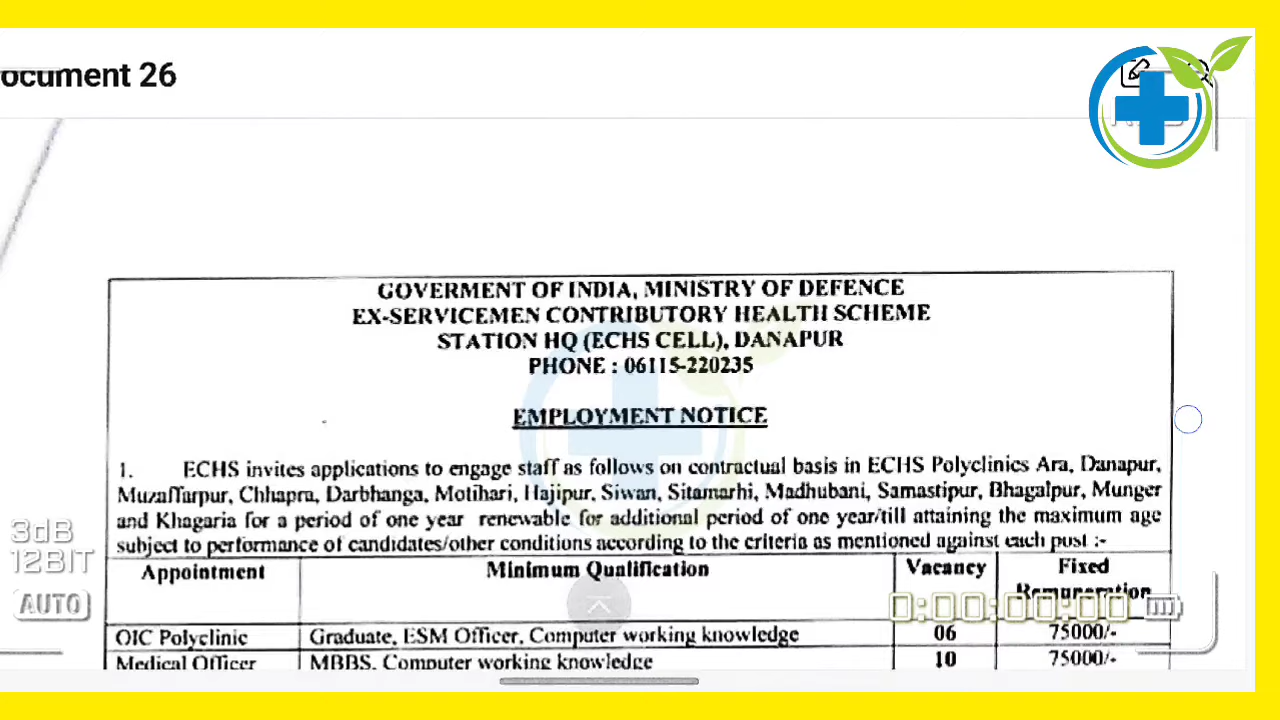 ocument 26
GOVERMENT OF INDIA, MINISTRY OF DEFENCE
EX-SERVICEMEN CONTRIBUTORY HEALTH SCHEME
STATION HQ (ECHS CELL), DANAPUR
PHONE : 06115-220235
EMPLOYMENT NOTICE
1. ECHS invites applications to engage staff as follows on contractual basis in ECHS Polyclinics Ara, Danapur,
Muzaffarpur, Chhapra, Darbhanga, Motihari, Hajipur, Siwan, Sitamarhi, Madhubani, Samastipur, Bhagalpur, Munger
and Khagaria for a period of one year renewable for additional period of one year/till attaining the maximum age
subject to performance of candidates/other conditions according to the criteria as mentioned against each post :-
Appointment Minimum Qualification Vacancy Fixed
Remuneration
OIC Polyclinic Graduate, ESM Officer, Computer working knowledge 06 75000/-
Medical Officer MBBS, Computer working knowledge 10 75000/-
3dB
12BIT
AUTO
0:00:00:00